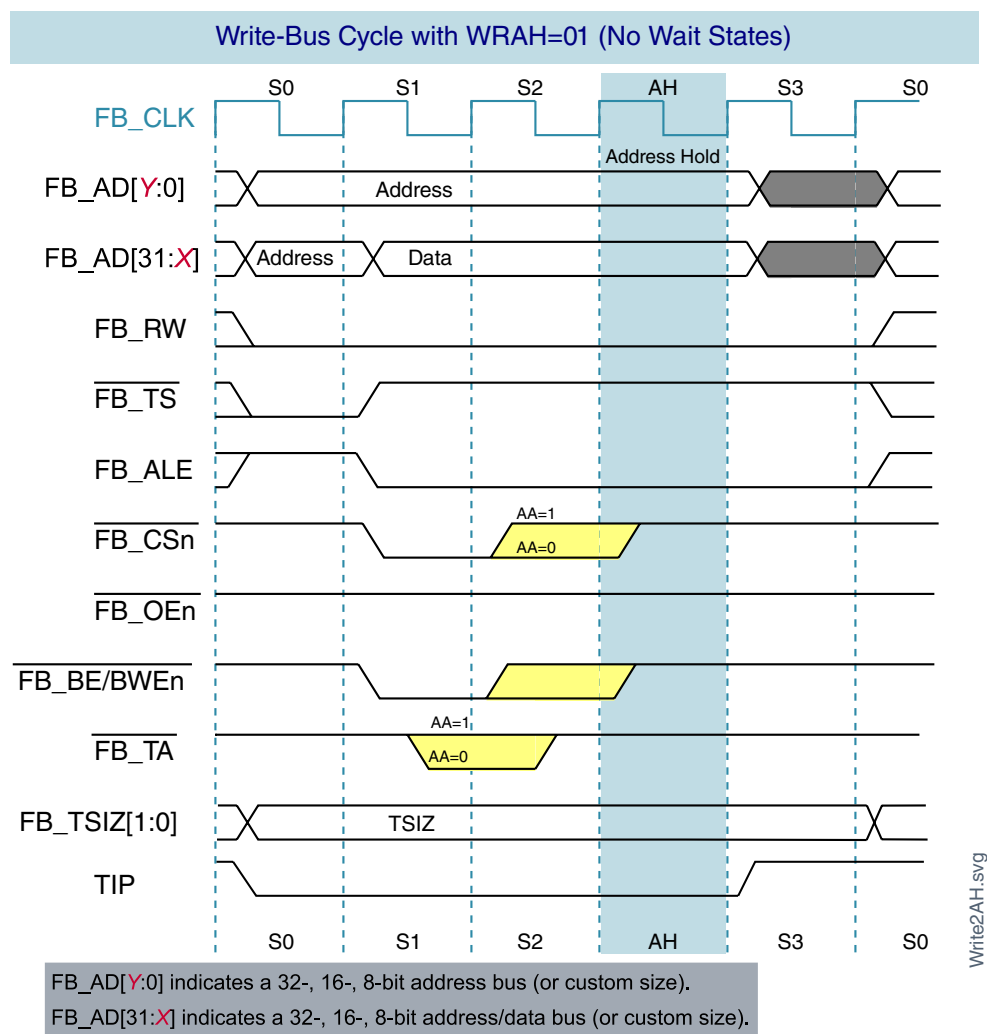 Write-Bus Cycle with WRAH=01 (No Wait States)
S0 S1 S2 AH S3 S0
FB_CLK
Address Hold
FB_AD[Y:0] Address
FB_AD[31:X] Address Data
FB_RW
FB_TS
FB_ALE
AA=1
FB_CSn AA=0
FB_OEn
FB_BE/BWEn
AA=1
FB_TA AA=0
FB_TSIZ[1:0] TSIZ
TIP
S0 S1 S2 AH S3 S0
Write2AH.svg
FB_AD[Y:0] indicates a 32-, 16-, 8-bit address bus (or custom size).
FB_AD[31:X] indicates a 32-, 16-, 8-bit address/data bus (or custom size).